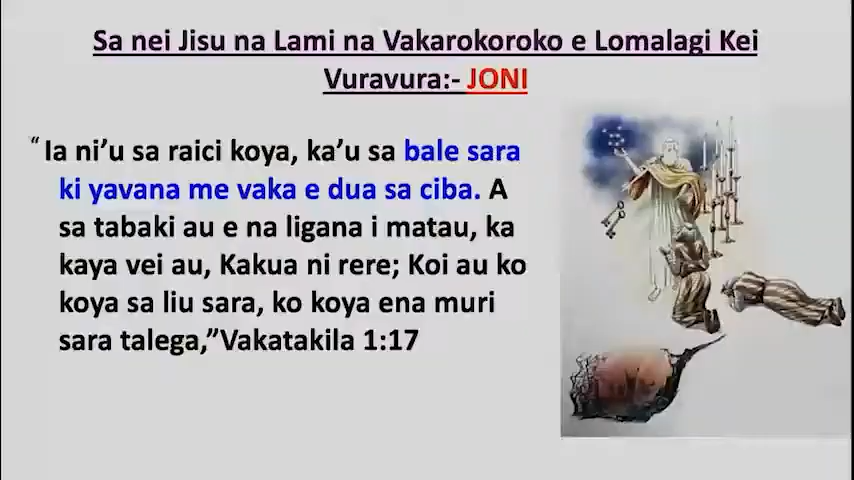 Sa nei Jisu na Lami na Vakarokoroko e Lomalagi Kei
Vuravura:- JONI
“ Ia ni’u sa raici koya, ka’u sa bale sara
ki yavana me vaka e dua sa ciba. A
sa tabaki au e na ligana i matau, ka
kaya vei au, Kakua ni rere; Koi au ko
koya sa liu sara, ko koya ena muri
sara talega,”Vakatakila 1:17